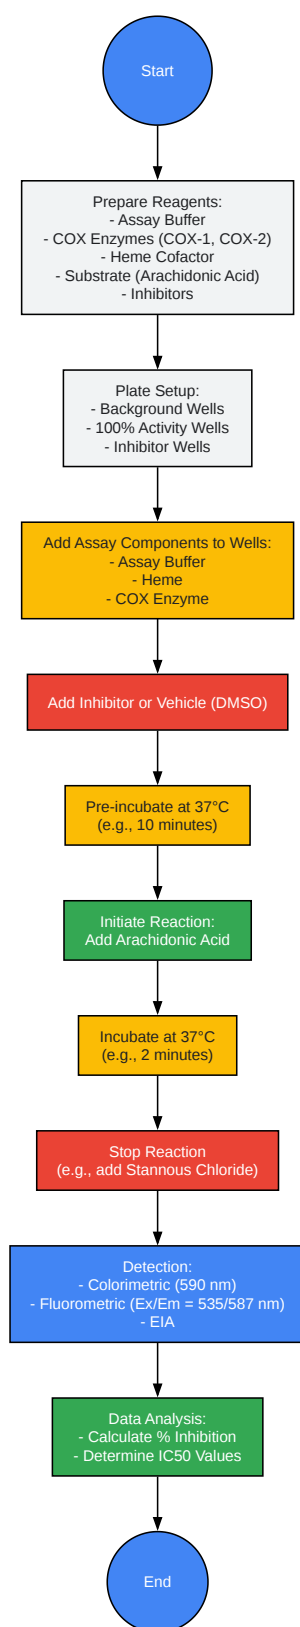 Start
Prepare Reagents:
- Assay Buffer
- COX Enzymes (COX-1, COX-2)
- Heme Cofactor
- Substrate (Arachidonic Acid)
- Inhibitors
Plate Setup:
- Background Wells
- 100% Activity Wells
- Inhibitor Wells
Add Assay Components to Wells:
- Assay Buffer
- Heme
- COX Enzyme
Add Inhibitor or Vehicle (DMSO)
Pre-incubate at 37°C
(e.g., 10 minutes)
Initiate Reaction:
Add Arachidonic Acid
Incubate at 37°C
(e.g., 2 minutes)
Stop Reaction
(e.g., add Stannous Chloride)
Detection:
- Colorimetric (590 nm)
- Fluorometric (Ex/Em = 535/587 nm)
- EIA
Data Analysis:
- Calculate % Inhibition
- Determine IC50 Values
End